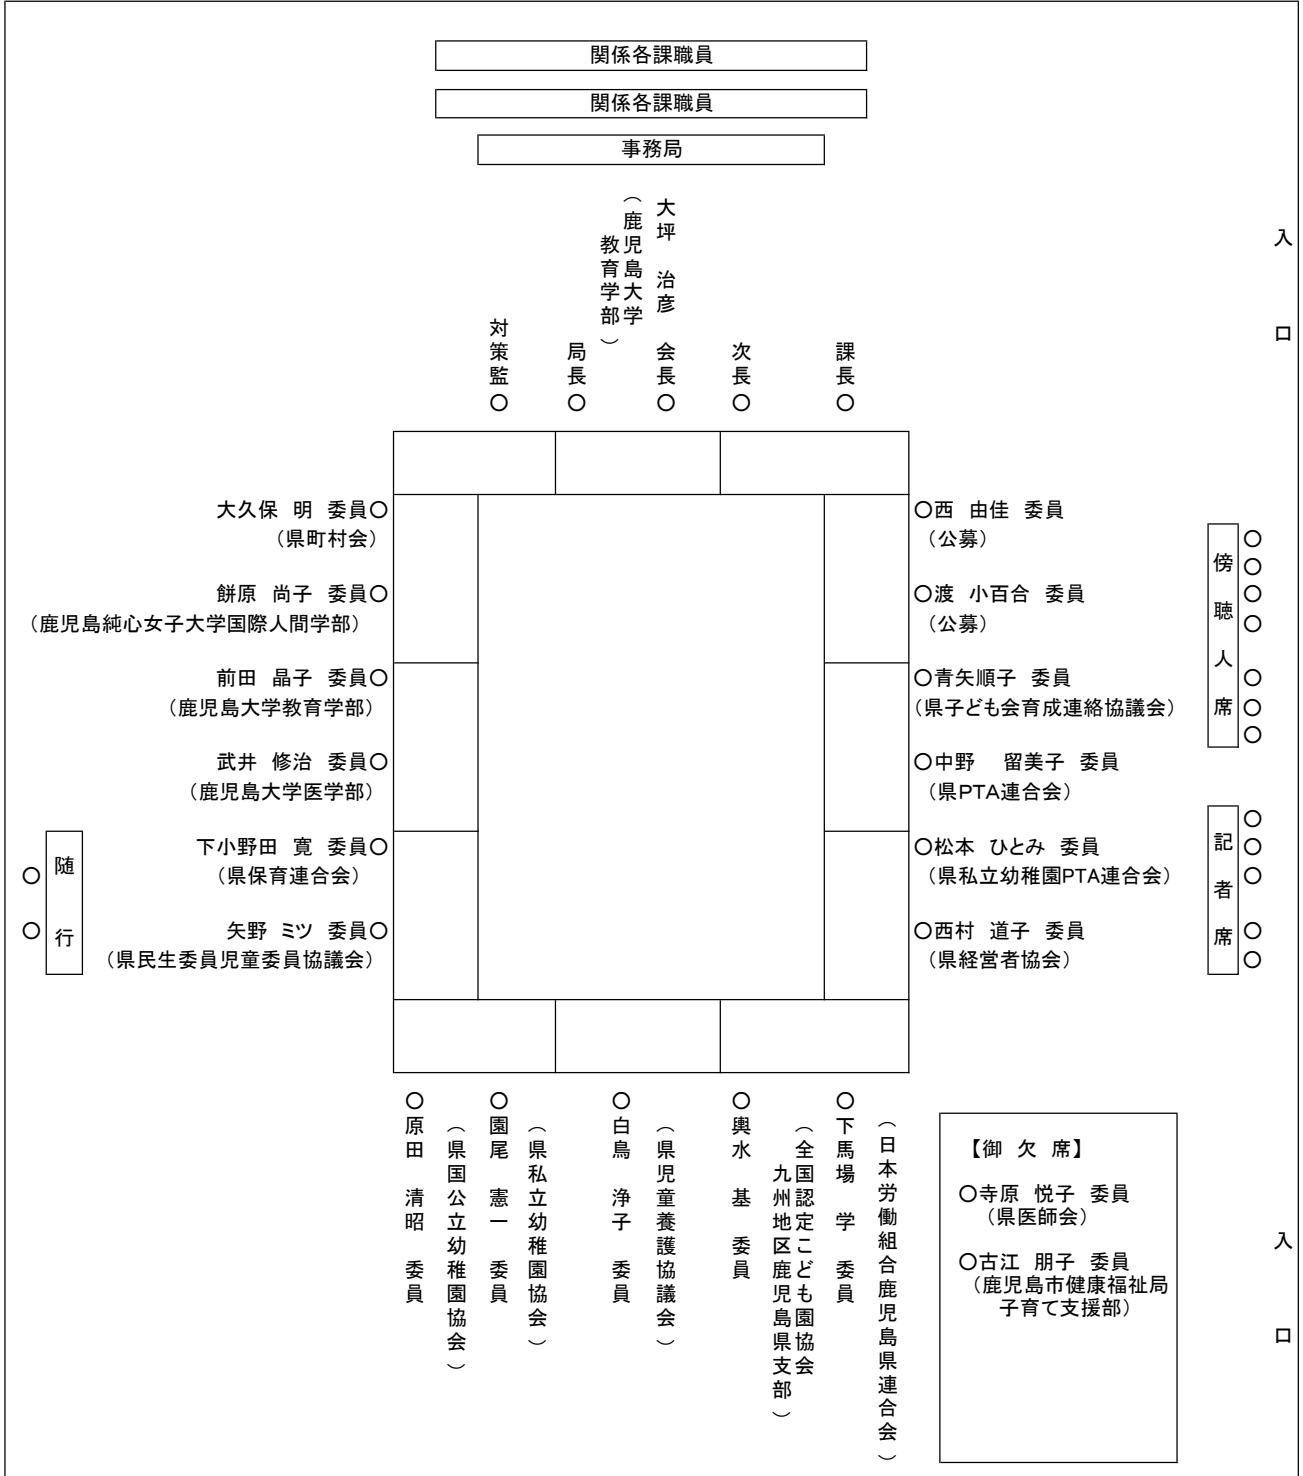 関係各課職員
関係各課職員
事務局
大坪 治彦 会長○
（鹿児島大学
教育学部）
対策監○
局長○
次長○
課長○
入口
大久保 明 委員○
（県町村会）
餅原 尚子 委員○
（鹿児島純心女子大学国際人間学部）
前田 晶子 委員○
（鹿児島大学教育学部）
武井 修治 委員○
（鹿児島大学医学部）
下小野田 寛 委員○
（県保育連合会）
矢野 ミツ 委員○
（県民生委員児童委員協議会）
随行
○
○
○西 由佳 委員
（公募）
○渡 小百合 委員
（公募）
○青矢順子 委員
（県子ども会育成連絡協議会）
○中野 留美子 委員
（県PTA連合会）
○松本 ひとみ 委員
（県私立幼稚園PTA連合会）
○西村 道子 委員
（県経営者協会）
傍聴人席
○
○
○
○
○
○
○
記者席
○
○
○
○
○
○原田 清昭 委員
（県国公立幼稚園協会）
○園尾 憲一 委員
（県私立幼稚園協会）
○白鳥 浄子 委員
（県児童養護協議会）
○輿水 基 委員
（全国認定こども園協会
九州地区鹿児島県支部）
○下馬場 学 委員
（日本労働組合鹿児島県連合会）
【御 欠 席】
○寺原 悦子 委員
（県医師会）
○古江 朋子 委員
（鹿児島市健康福祉局
子育て支援部）
入口